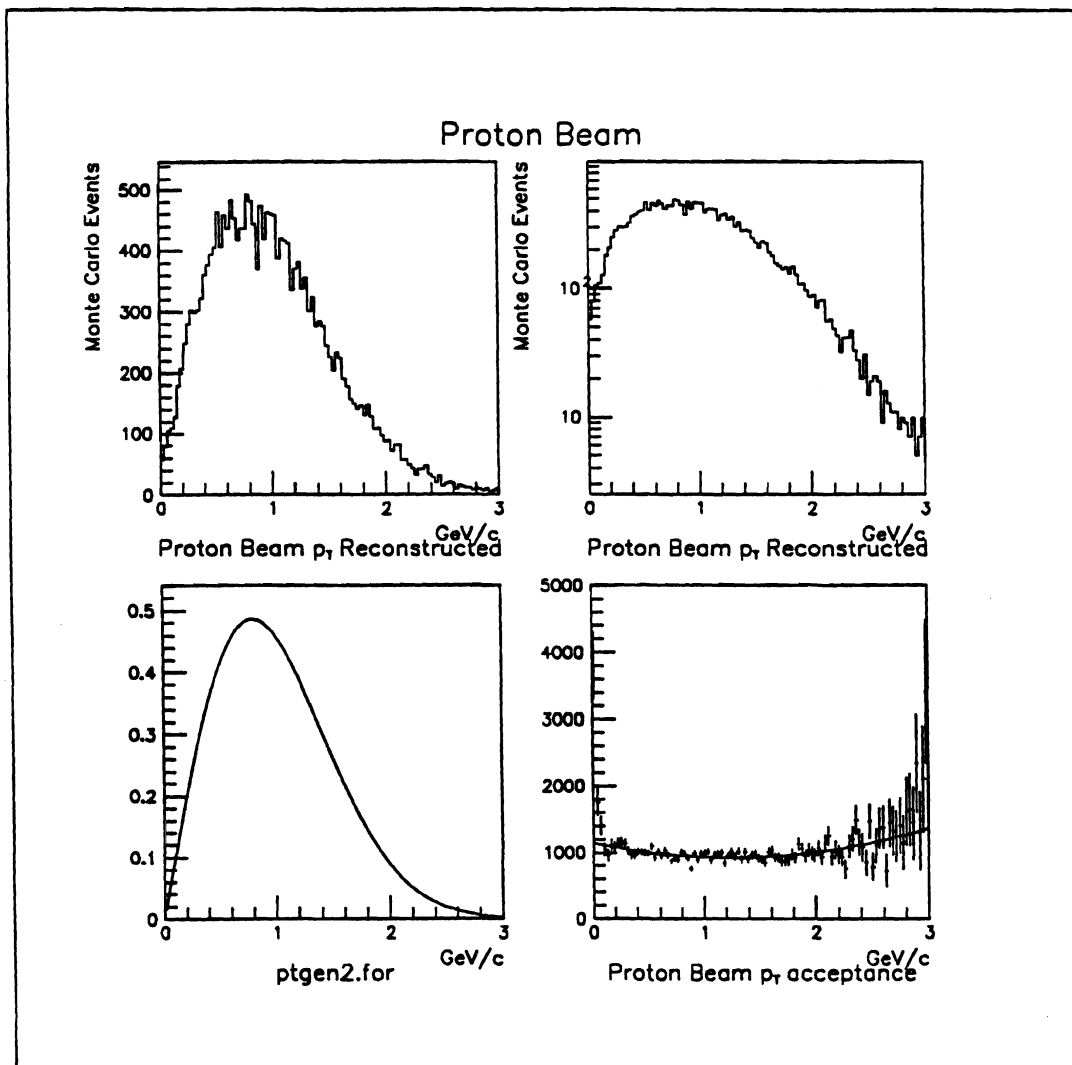 Proton Beam
Monte Carlo Events
500
400
300
200
100
0
0 1 2 3
GeV/c
Proton Beam pT Reconstructed
Monte Carlo Events
10²
10
0 1 2 3
GeV/c
Proton Beam pT Reconstructed
0.5
0.4
0.3
0.2
0.1
0
0 1 2 3
GeV/c
ptgen2.for
5000
4000
3000
2000
1000
0
0 1 2 3
GeV/c
Proton Beam pT acceptance